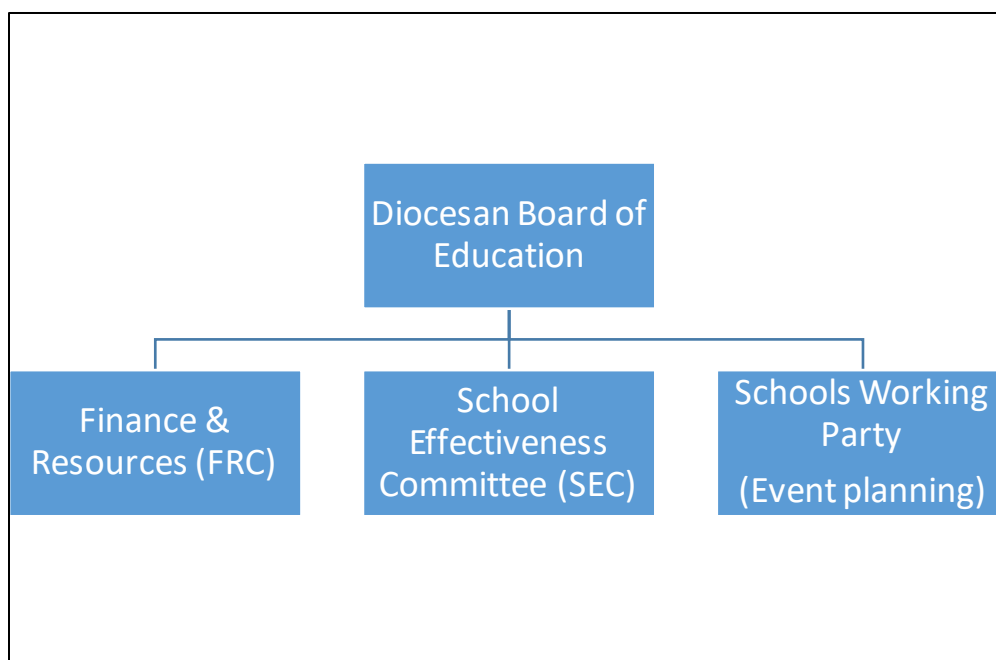 Diocesan Board of
Education
Finance &
Resources (FRC)
School
Effectiveness
Committee (SEC)
Schools Working
Party
(Event planning)